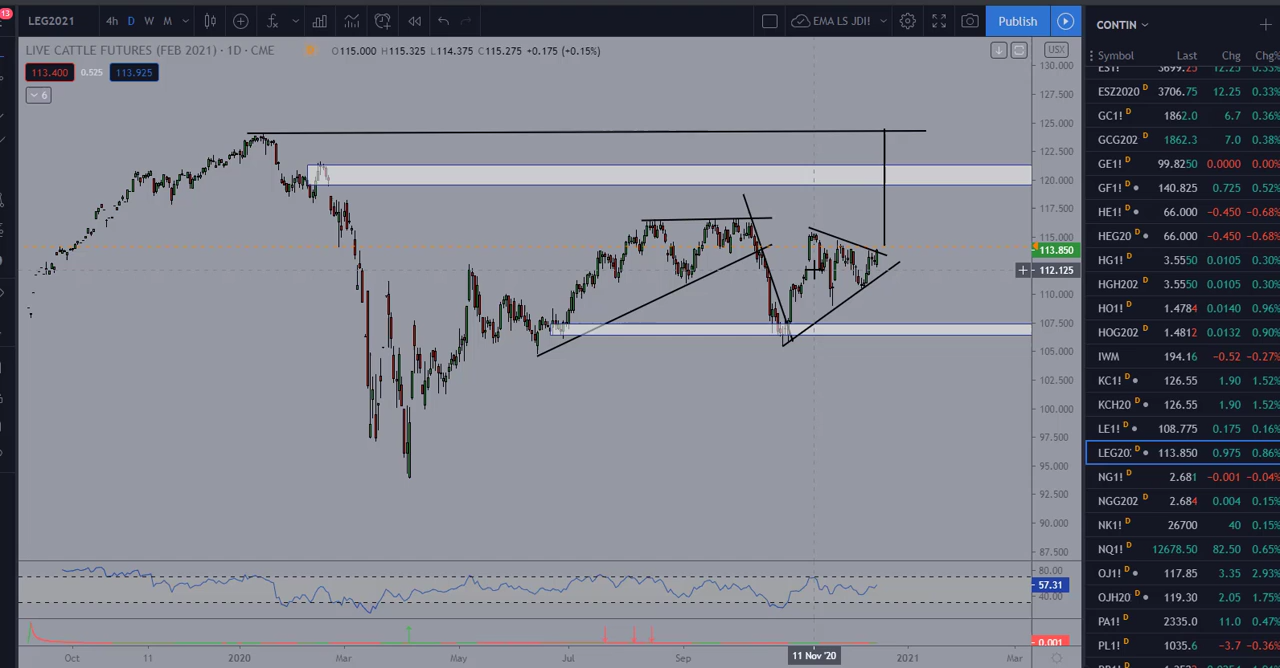 13
LEG2021 4h D W M EMA LS JDI! Publish
LIVE CATTLE FUTURES (FEB 2021) · 1D · CME O115.000 H115.325 L114.375 C115.275 +0.175 (+0.15%) USX
113.400 0.525 113.925
6
130.000
127.500
125.000
122.500
120.000
117.500
115.000
113.850
112.125
110.000
107.500
105.000
102.500
100.000
97.500
95.000
92.500
90.000
87.500
80.00
57.31
40.00
0.001
Oct 11 2020 Mar May Jul Sep 11 Nov '20 2021 Mar
CONTIN
Symbol Last Chg Chg%
ES1! 3699.25 12.25 0.33%
ESZ2020 D 3706.75 12.25 0.33%
GC1! D 1862.0 6.7 0.36%
GCG202 D 1862.3 7.0 0.38%
GE1! D 99.8250 0.0000 0.00%
GF1! D 140.825 0.725 0.52%
HE1! D 66.000 -0.450 -0.68%
HEG20 D 66.000 -0.450 -0.68%
HG1! D 3.5550 0.0105 0.30%
HGH202 D 3.5550 0.0105 0.30%
HO1! D 1.4784 0.0140 0.96%
HOG202 D 1.4812 0.0132 0.90%
IWM 194.16 -0.52 -0.27%
KC1! D 126.55 1.90 1.52%
KCH20 D 126.55 1.90 1.52%
LE1! D 108.775 0.175 0.16%
LEG20 D 113.850 0.975 0.86%
NG1! D 2.681 -0.001 -0.04%
NGG202 D 2.684 0.004 0.15%
NK1! D 26700 40 0.15%
NQ1! D 12678.50 82.50 0.65%
OJ1! D 117.85 3.35 2.93%
OJH20 D 119.30 2.05 1.75%
PA1! D 2335.0 11.0 0.47%
PL1! D 1035.6 -3.7 -0.36%